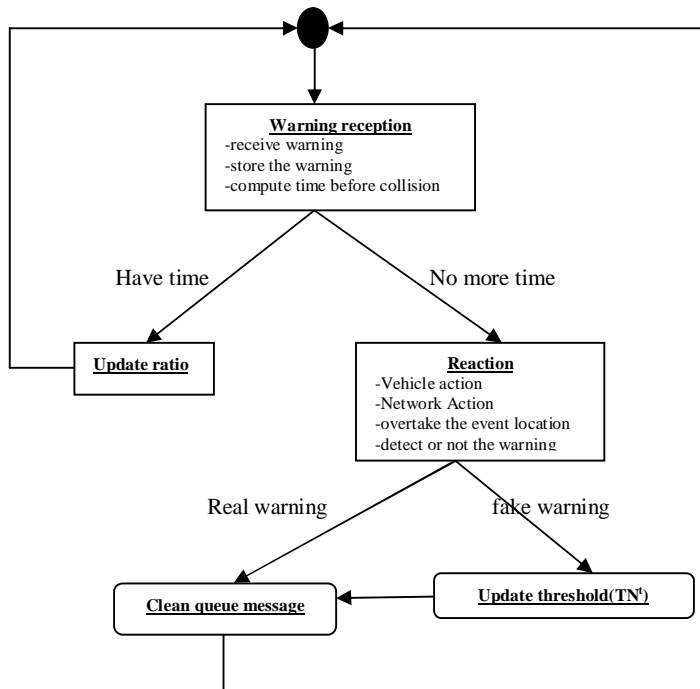 Warning reception
-receive warning
-store the warning
-compute time before collision
Have time
No more time
Update ratio
Reaction
-Vehicle action
-Network Action
-overtake the event location
-detect or not the warning
Real warning
fake warning
Clean queue message
Update threshold(TNᵗ)